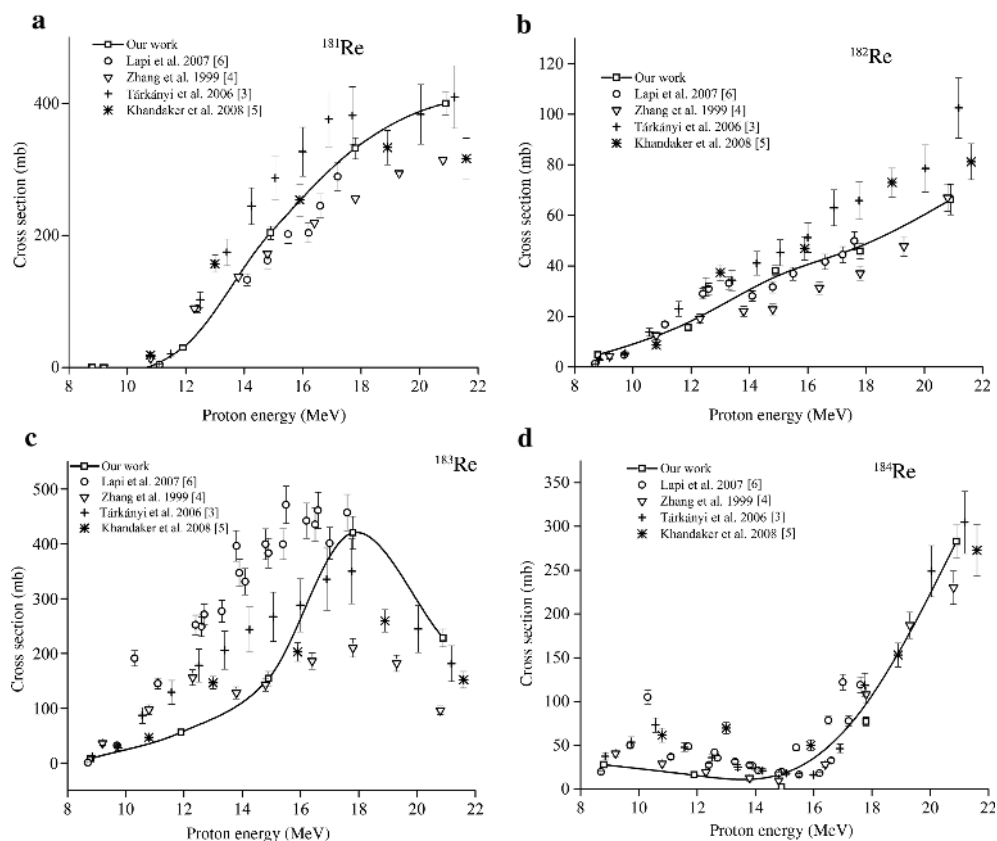 a
181Re
Our work
Lapi et al. 2007 [6]
Zhang et al. 1999 [4]
Tárkányi et al. 2006 [3]
Khandaker et al. 2008 [5]
Cross section (mb)
400
200
0
8 10 12 14 16 18 20 22
Proton energy (MeV)
b
182Re
Our work
Lapi et al. 2007 [6]
Zhang et al. 1999 [4]
Tárkányi et al. 2006 [3]
Khandaker et al. 2008 [5]
Cross section (mb)
120
100
80
60
40
20
0
8 10 12 14 16 18 20 22
Proton energy (MeV)
c
183Re
Our work
Lapi et al. 2007 [6]
Zhang et al. 1999 [4]
Tárkányi et al. 2006 [3]
Khandaker et al. 2008 [5]
Cross section (mb)
500
400
300
200
100
0
8 10 12 14 16 18 20 22
Proton energy (MeV)
d
184Re
Our work
Lapi et al. 2007 [6]
Zhang et al. 1999 [4]
Tárkányi et al. 2006 [3]
Khandaker et al. 2008 [5]
Cross section (mb)
350
300
250
200
150
100
50
0
8 10 12 14 16 18 20 22
Proton energy (MeV)